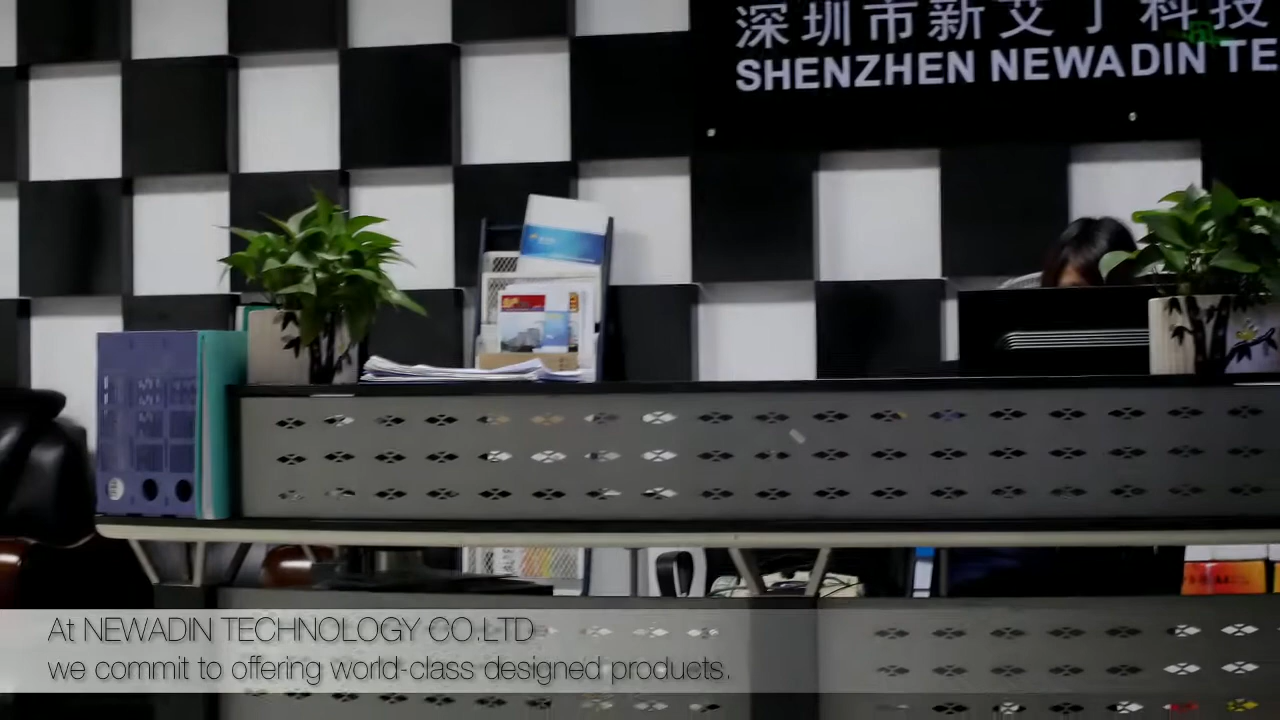 深圳市新艾丁科技
SHENZHEN NEWADIN TE
At NEWADIN TECHNOLOGY CO.LTD
we commit to offering world-class designed products.